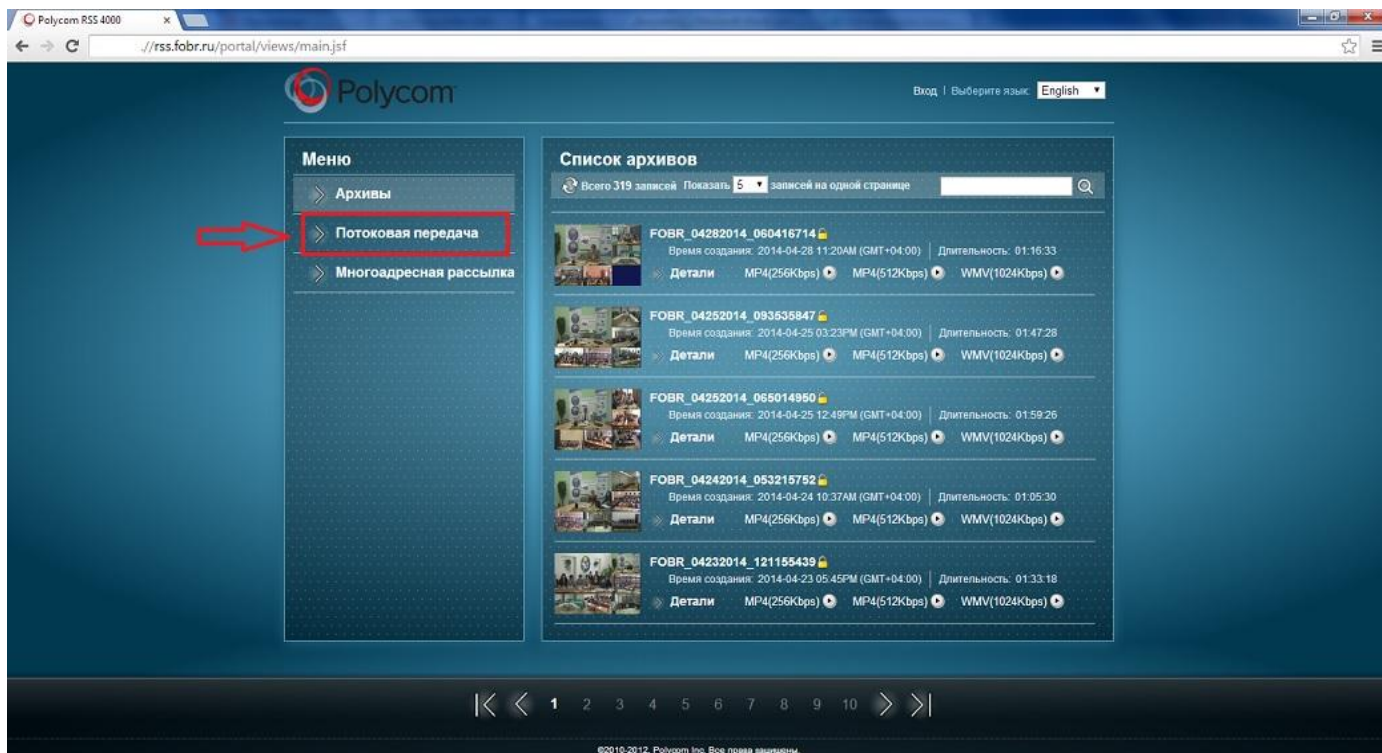 Polycom RSS 4000
://rss.fobr.ru/portal/views/main.jsf
Polycom
Вход | Выберите язык: English
Меню
Архивы
Потоковая передача
Многоадресная рассылка
Список архивов
Всего 319 записей Показать 5 записей на одной странице
FOBR_04282014_060416714
Время создания: 2014-04-28 11:20AM (GMT+04:00) | Длительность: 01:16:33
Детали MP4(256Kbps) MP4(512Kbps) WMV(1024Kbps)
FOBR_04252014_093535847
Время создания: 2014-04-25 03:23PM (GMT+04:00) | Длительность: 01:47:28
Детали MP4(256Kbps) MP4(512Kbps) WMV(1024Kbps)
FOBR_04252014_065014950
Время создания: 2014-04-25 12:49PM (GMT+04:00) | Длительность: 01:59:26
Детали MP4(256Kbps) MP4(512Kbps) WMV(1024Kbps)
FOBR_04242014_053215752
Время создания: 2014-04-24 10:37AM (GMT+04:00) | Длительность: 01:05:30
Детали MP4(256Kbps) MP4(512Kbps) WMV(1024Kbps)
FOBR_04232014_121155439
Время создания: 2014-04-23 05:45PM (GMT+04:00) | Длительность: 01:33:18
Детали MP4(256Kbps) MP4(512Kbps) WMV(1024Kbps)
1 2 3 4 5 6 7 8 9 10
©2010-2012, Polycom Inc. Все права защищены.